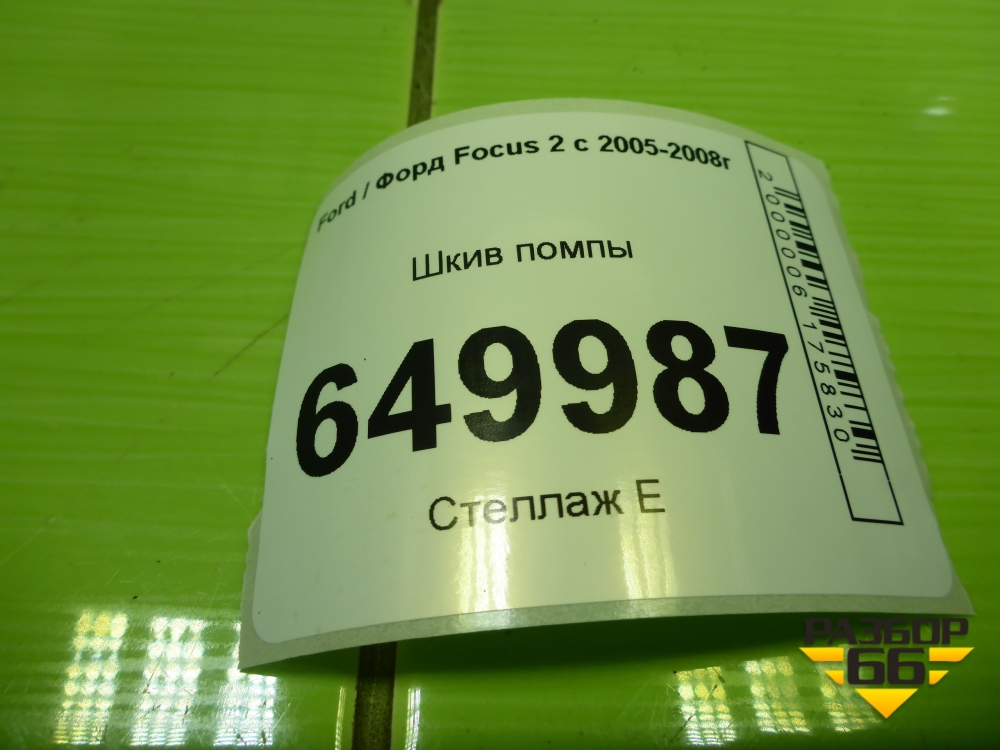 Ford / Форд Focus 2 с 2005-2008г
Шкив помпы
649987
Стеллаж Е
2000006175830
РАЗБОР
66